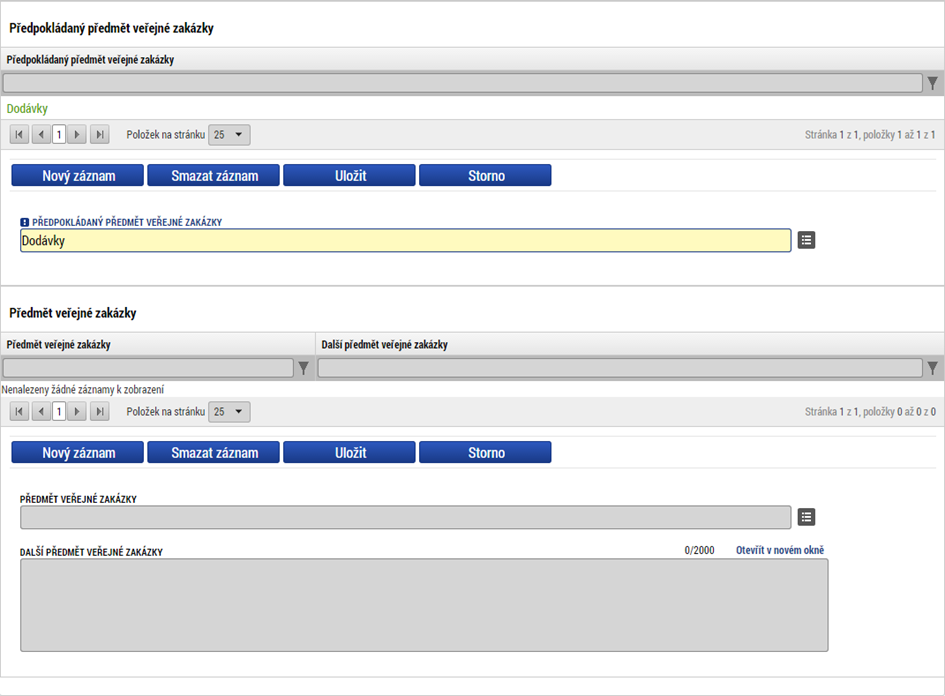 Předpokládaný předmět veřejné zakázky
Předpokládaný předmět veřejné zakázky
Dodávky
1 Položek na stránku 25 Stránka 1 z 1, položky 1 až 1 z 1
Nový záznam Smazat záznam Uložit Storno
PŘEDPOKLÁDANÝ PŘEDMĚT VEŘEJNÉ ZAKÁZKY
Dodávky
Předmět veřejné zakázky
Předmět veřejné zakázky Další předmět veřejné zakázky
Nenalezeny žádné záznamy k zobrazení
1 Položek na stránku 25 Stránka 1 z 1, položky 0 až 0 z 0
Nový záznam Smazat záznam Uložit Storno
PŘEDMĚT VEŘEJNÉ ZAKÁZKY
DALŠÍ PŘEDMĚT VEŘEJNÉ ZAKÁZKY 0/2000 Otevřít v novém okně